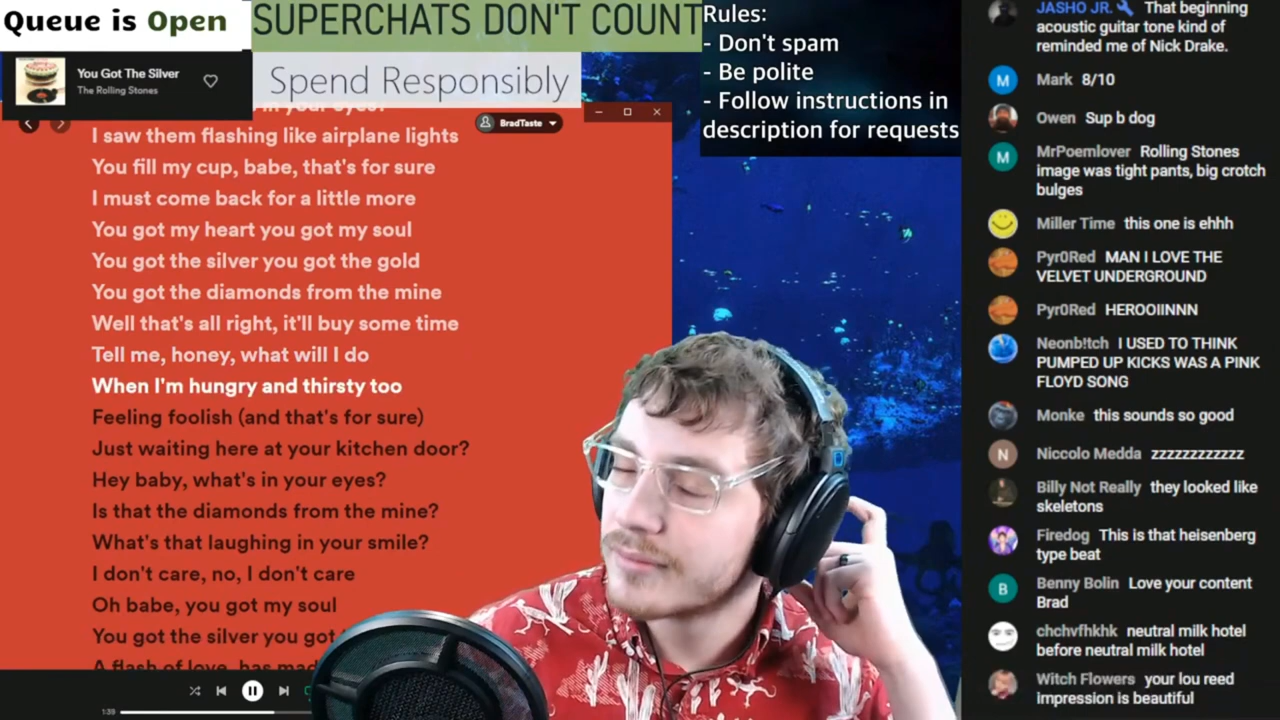 Queue is Open
SUPERCHATS DON'T COUNT
You Got The Silver
The Rolling Stones
Spend Responsibly
Rules:
- Don't spam
- Be polite
- Follow instructions in
description for requests
BradTaste
in your eyes?
I saw them flashing like airplane lights
You fill my cup, babe, that's for sure
I must come back for a little more
You got my heart you got my soul
You got the silver you got the gold
You got the diamonds from the mine
Well that's all right, it'll buy some time
Tell me, honey, what will I do
When I'm hungry and thirsty too
Feeling foolish (and that's for sure)
Just waiting here at your kitchen door?
Hey baby, what's in your eyes?
Is that the diamonds from the mine?
What's that laughing in your smile?
I don't care, no, I don't care
Oh babe, you got my soul
You got the silver you got
A flash of love, has mad
1:39
JASHO JR. That beginning
acoustic guitar tone kind of
reminded me of Nick Drake.
M
Mark 8/10
Owen Sup b dog
M
MrPoemlover Rolling Stones
image was tight pants, big crotch
bulges
Miller Time this one is ehhh
Pyr0Red MAN I LOVE THE
VELVET UNDERGROUND
Pyr0Red HEROOIINNN
Neonb!tch I USED TO THINK
PUMPED UP KICKS WAS A PINK
FLOYD SONG
Monke this sounds so good
N
Niccolo Medda zzzzzzzzzzzz
Billy Not Really they looked like
skeletons
Firedog This is that heisenberg
type beat
B
Benny Bolin Love your content
Brad
chchvfhkhk neutral milk hotel
before neutral milk hotel
Witch Flowers your lou reed
impression is beautiful